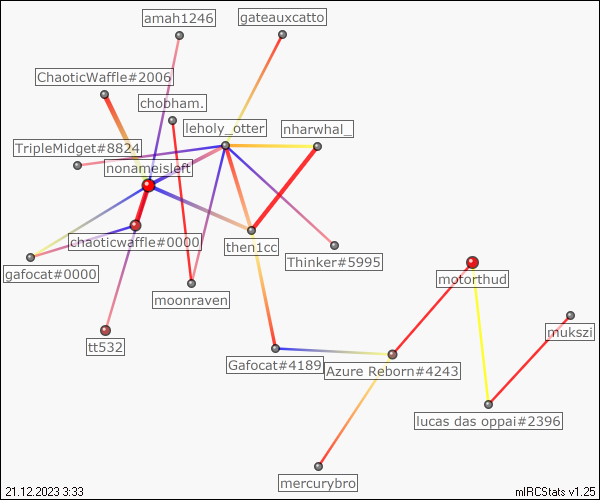 amah1246
gateauxcatto
ChaoticWaffle#2006
chobham.
leholy_otter
nharwhal_
TripleMidget#8824
nonameisleft
chaoticwaffle#0000
then1cc
Thinker#5995
gafocat#0000
motorthud
moonraven
mukszi
tt532
Gafocat#4189
Azure Reborn#4243
lucas das oppai#2396
mercurybro
21.12.2023 3:33
mIRCStats v1.25